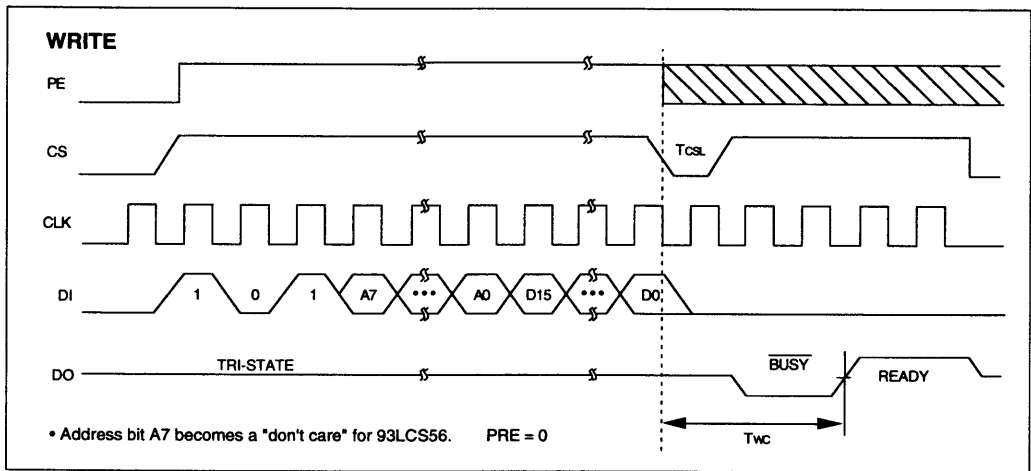 WRITE
PE
CS
TCSL
CLK
DI
1 0 1 A7 ••• A0 D15 ••• D0
TRI-STATE
BUSY
DO
READY
TWC
• Address bit A7 becomes a "don't care" for 93LCS56. PRE = 0